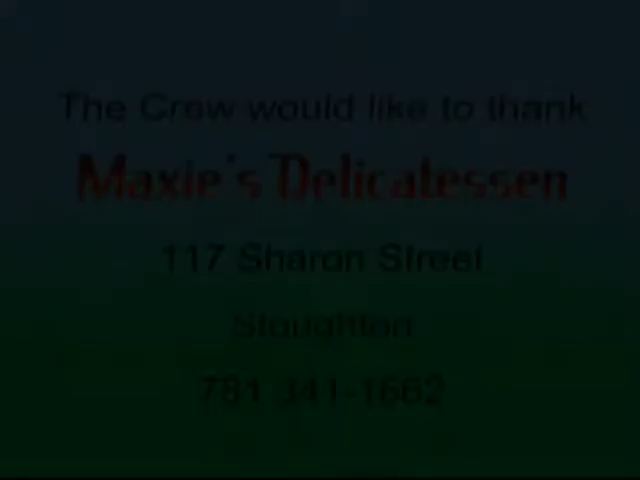 The Crew would like to thank
Maxie's Delicatessen
117 Sharon Street
Stoughton
781 341-1662